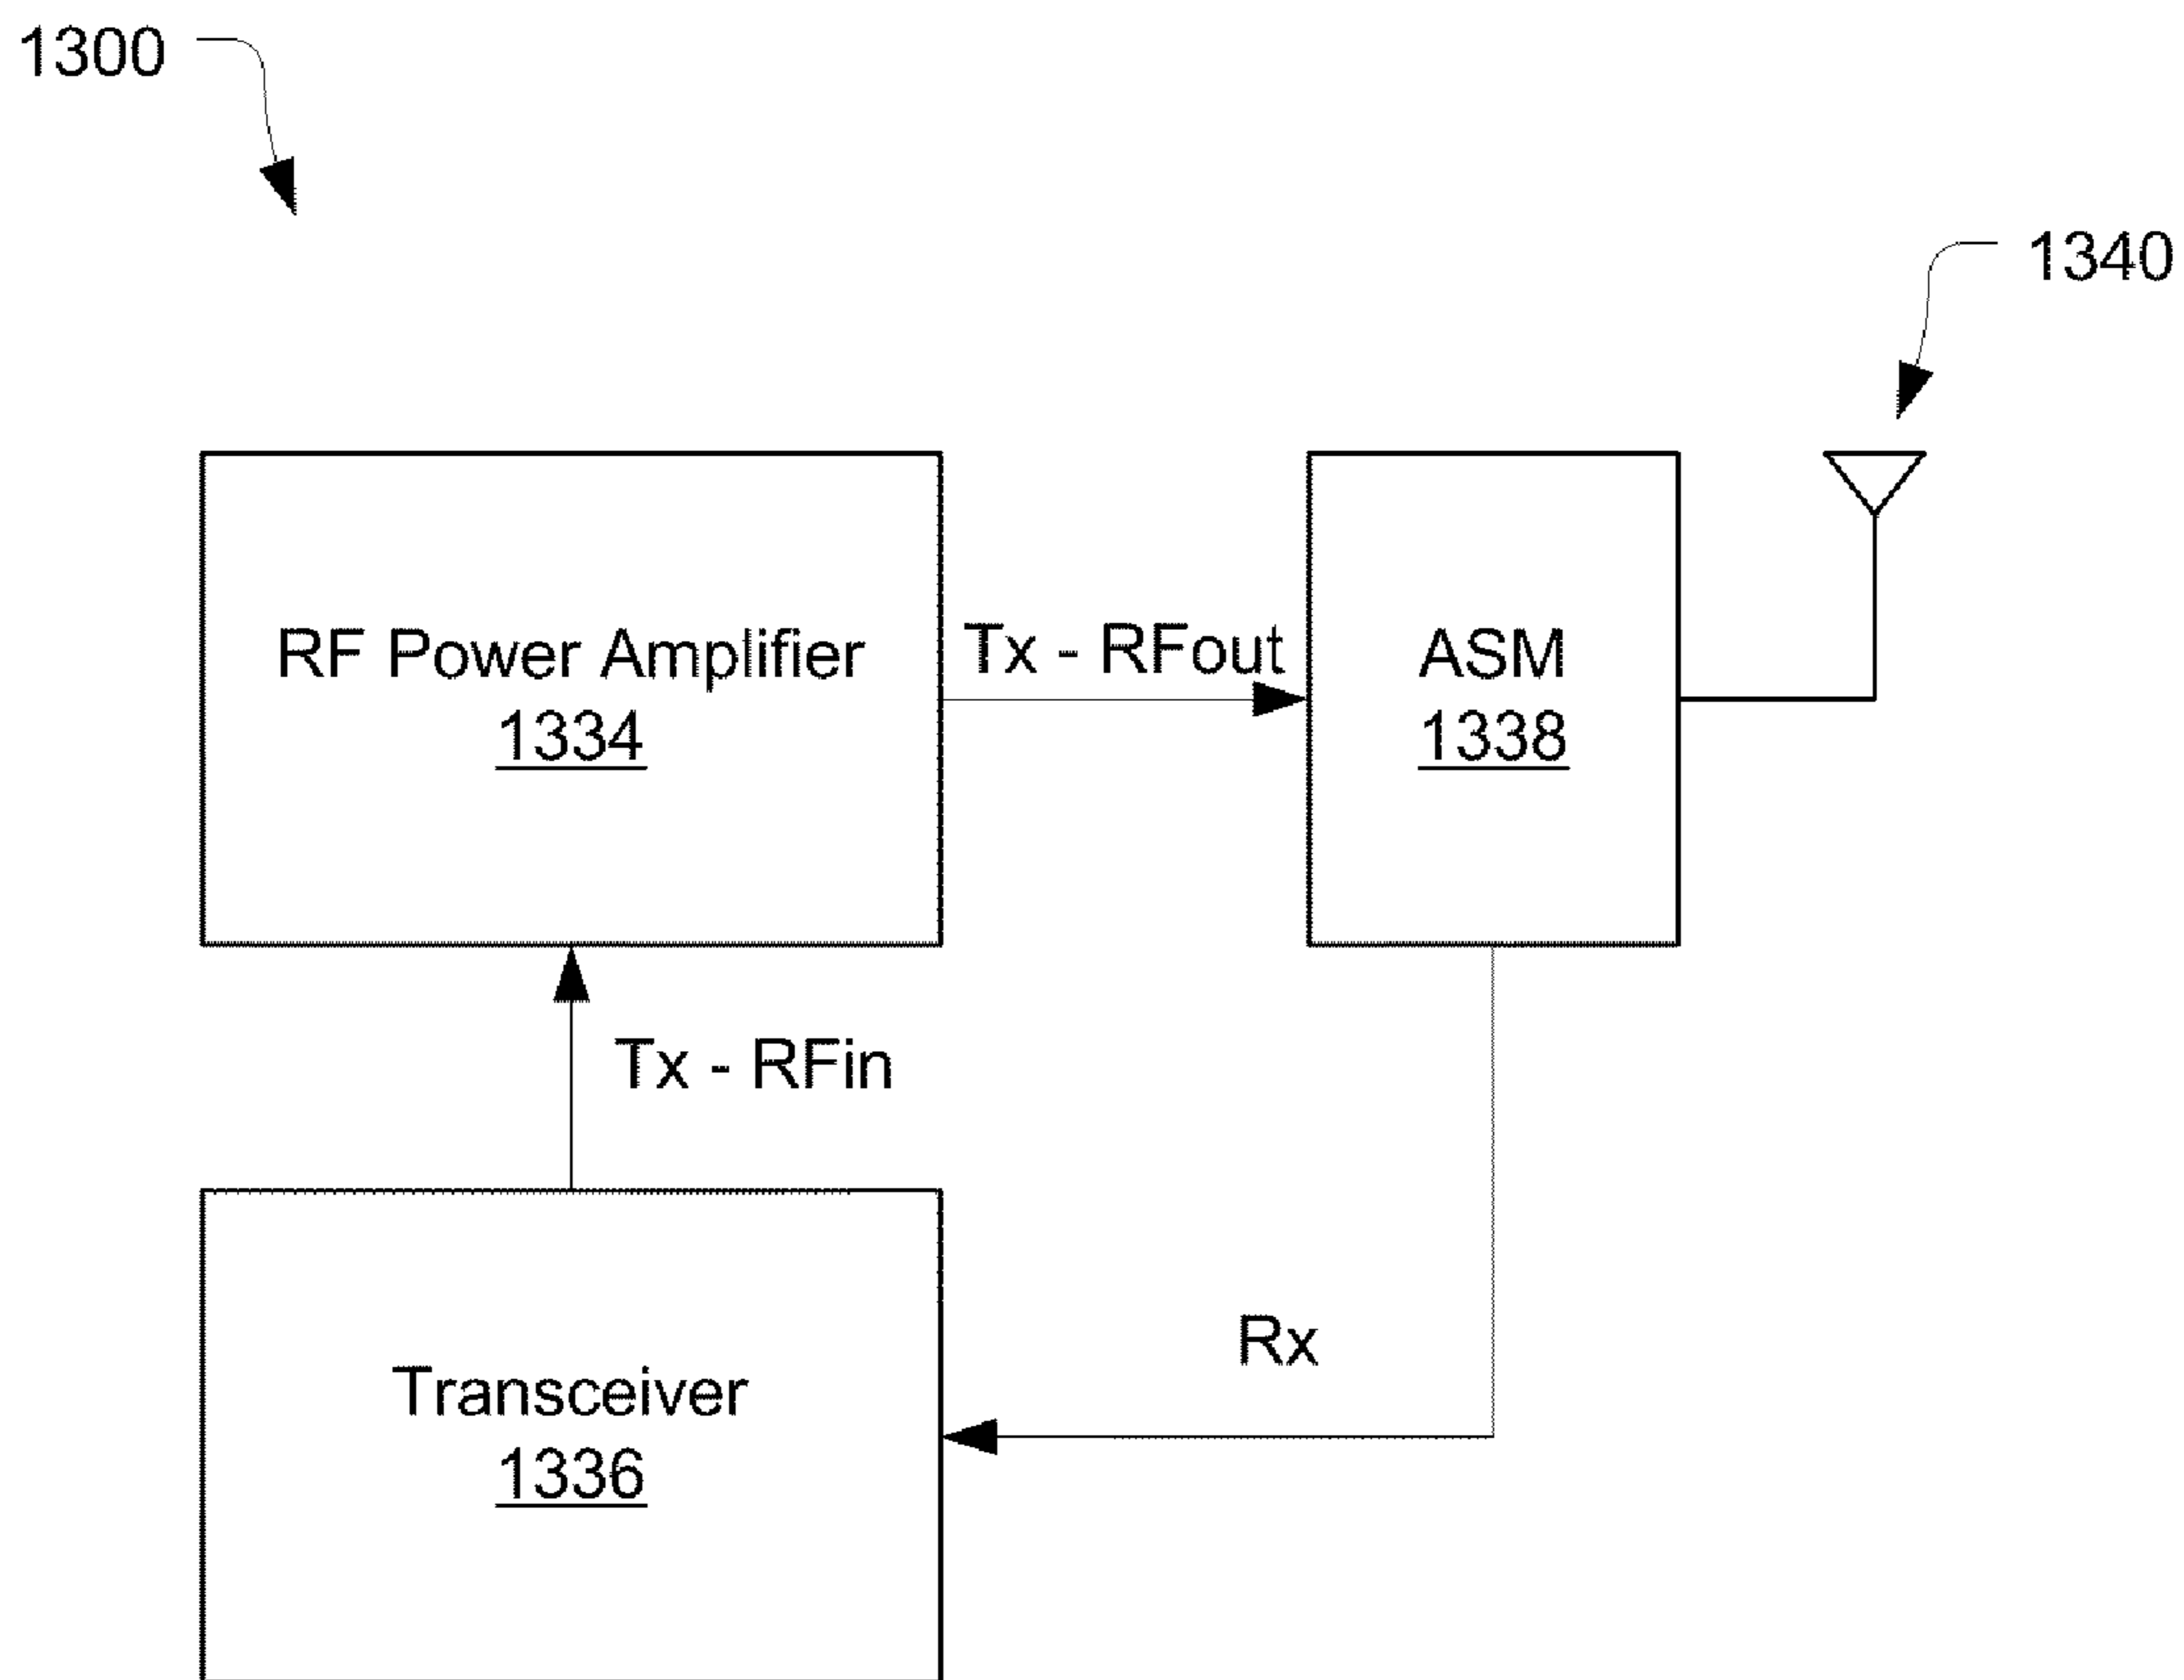 1300
1340
RF Power Amplifier
1334
Tx - RFout
ASM
1338
Tx - RFin
Rx
Transceiver
1336